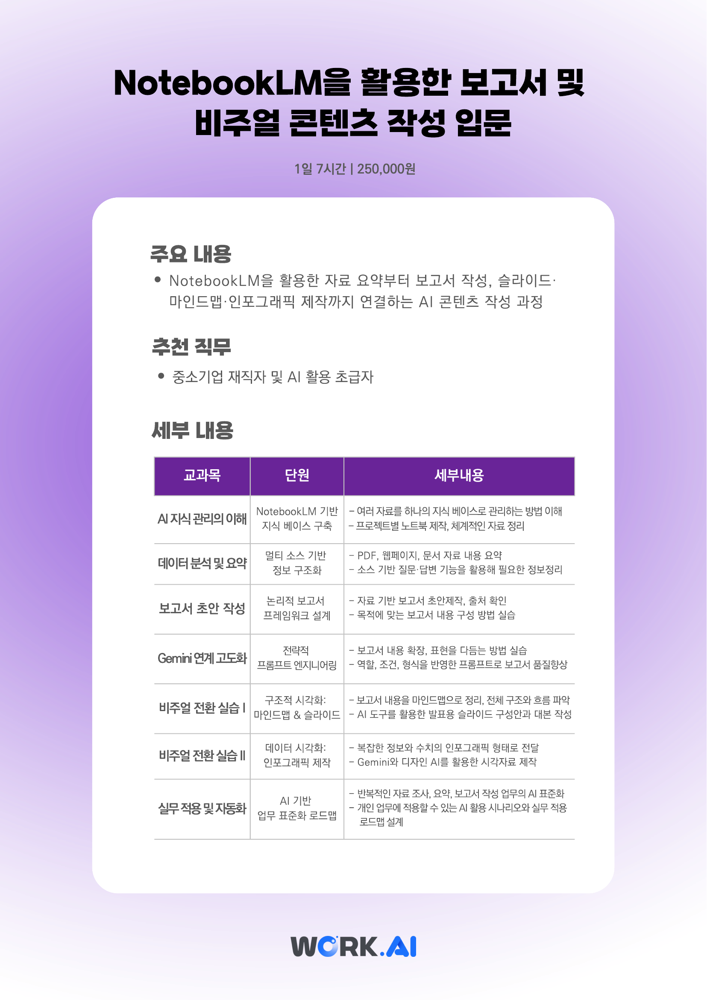 NotebookLM을 활용한 보고서 및
비주얼 콘텐츠 작성 입문
1일 7시간 | 250,000원
주요 내용
• NotebookLM을 활용한 자료 요약부터 보고서 작성, 슬라이드·
마인드맵·인포그래픽 제작까지 연결하는 AI 콘텐츠 작성 과정
추천 직무
• 중소기업 재직자 및 AI 활용 초급자
세부 내용
교과목 단원 세부내용
AI 지식 관리의 이해
NotebookLM 기반
지식 베이스 구축
- 여러 자료를 하나의 지식 베이스로 관리하는 방법 이해
- 프로젝트별 노트북 제작, 체계적인 자료 정리
데이터 분석 및 요약
멀티 소스 기반
정보 구조화
- PDF, 웹페이지, 문서 자료 내용 요약
- 소스 기반 질문·답변 기능을 활용해 필요한 정보정리
보고서 초안 작성
논리적 보고서
프레임워크 설계
- 자료 기반 보고서 초안제작, 출처 확인
- 목적에 맞는 보고서 내용 구성 방법 실습
Gemini 연계 고도화
전략적
프롬프트 엔지니어링
- 보고서 내용 확장, 표현을 다듬는 방법 실습
- 역할, 조건, 형식을 반영한 프롬프트로 보고서 품질향상
비주얼 전환 실습 I
구조적 시각화:
마인드맵 & 슬라이드
- 보고서 내용을 마인드맵으로 정리, 전체 구조와 흐름 파악
- AI 도구를 활용한 발표용 슬라이드 구성안과 대본 작성
비주얼 전환 실습 II
데이터 시각화:
인포그래픽 제작
- 복잡한 정보와 수치의 인포그래픽 형태로 전달
- Gemini와 디자인 AI를 활용한 시각자료 제작
실무 적용 및 자동화
AI 기반
업무 표준화 로드맵
- 반복적인 자료 조사, 요약, 보고서 작성 업무의 AI 표준화
- 개인 업무에 적용할 수 있는 AI 활용 시나리오와 실무 적용
로드맵 설계
WORK.AI